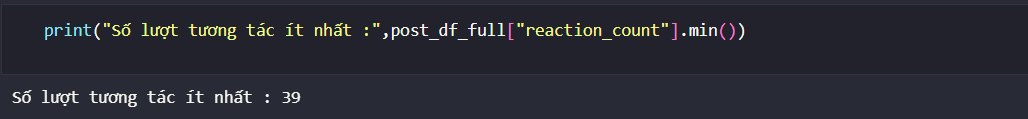 print("Số lượt tương tác ít nhất :",post_df_full["reaction_count"].min())
Số lượt tương tác ít nhất : 39